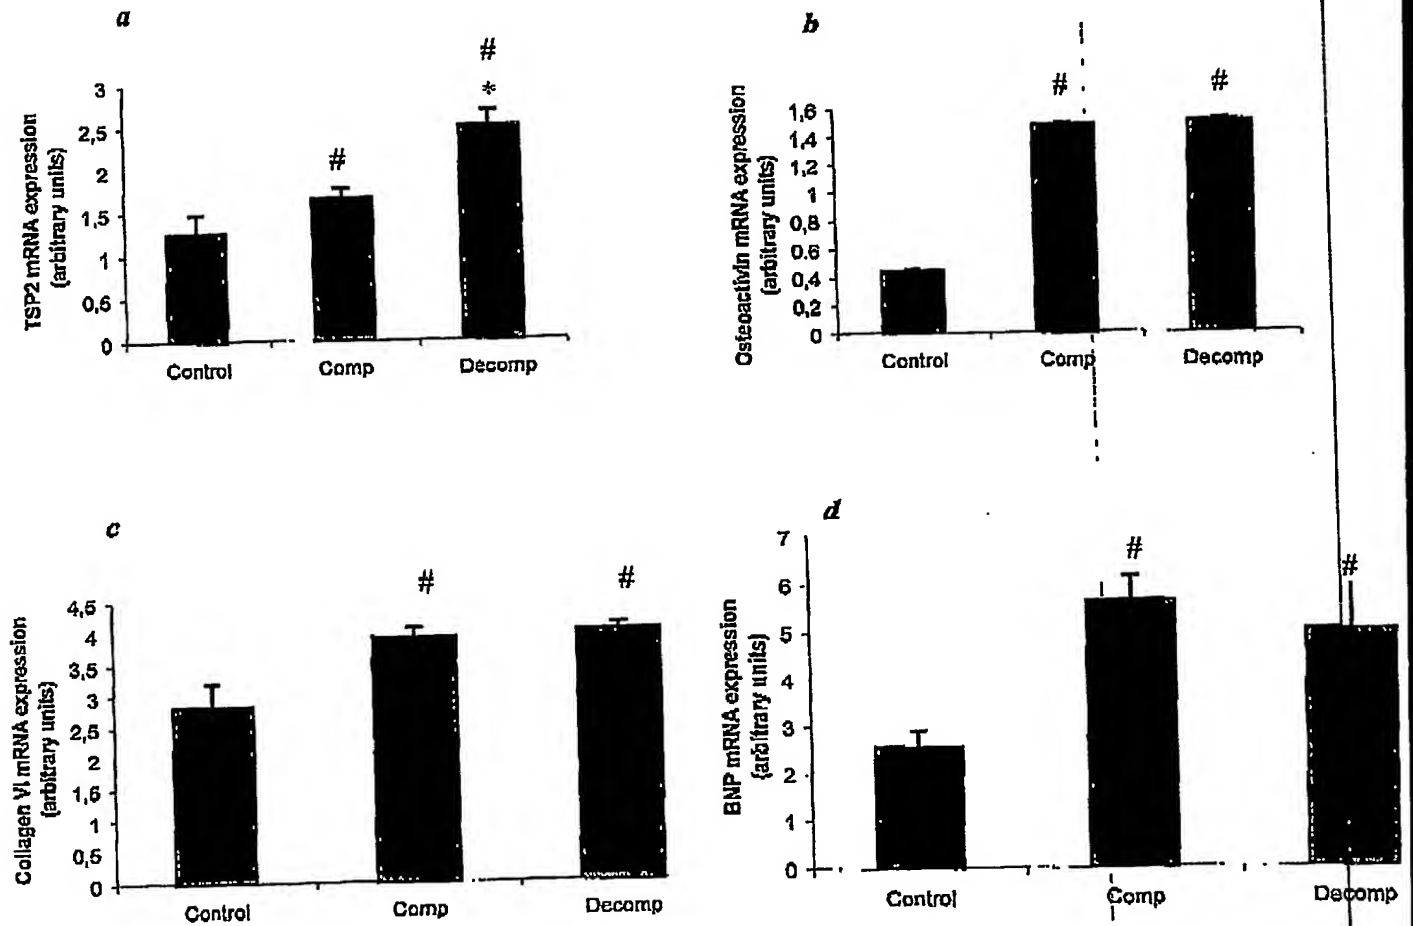 a
#
*
#
3
2,5
2
1,5
1
0,5
0
TSP2 mRNA expression
(arbitrary units)
Control Comp Decomp
b
# #
1,6
1,4
1,2
1
0,8
0,6
0,4
0,2
0
Osteoactivin mRNA expression
(arbitrary units)
Control Comp Decomp
c
# #
4,5
4
3,5
3
2,5
2
1,5
1
0,5
0
Collagen VI mRNA expression
(arbitrary units)
Control Comp Decomp
d
# #
7
6
5
4
3
2
1
0
BNP mRNA expression
(arbitrary units)
Control Comp Decomp